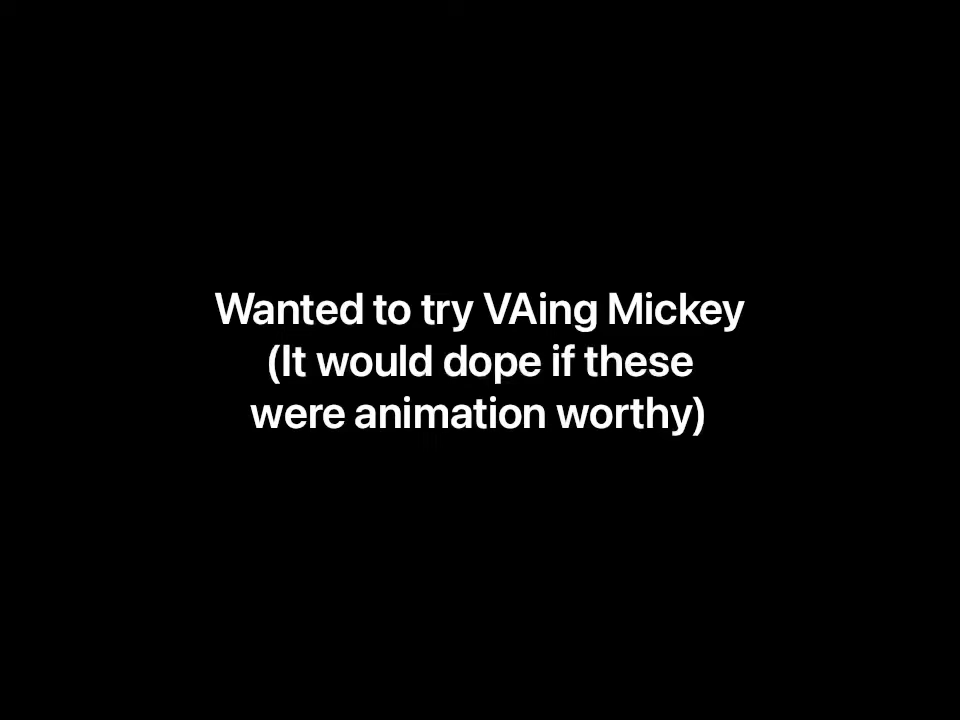 Wanted to try VAing Mickey
(It would dope if these
were animation worthy)